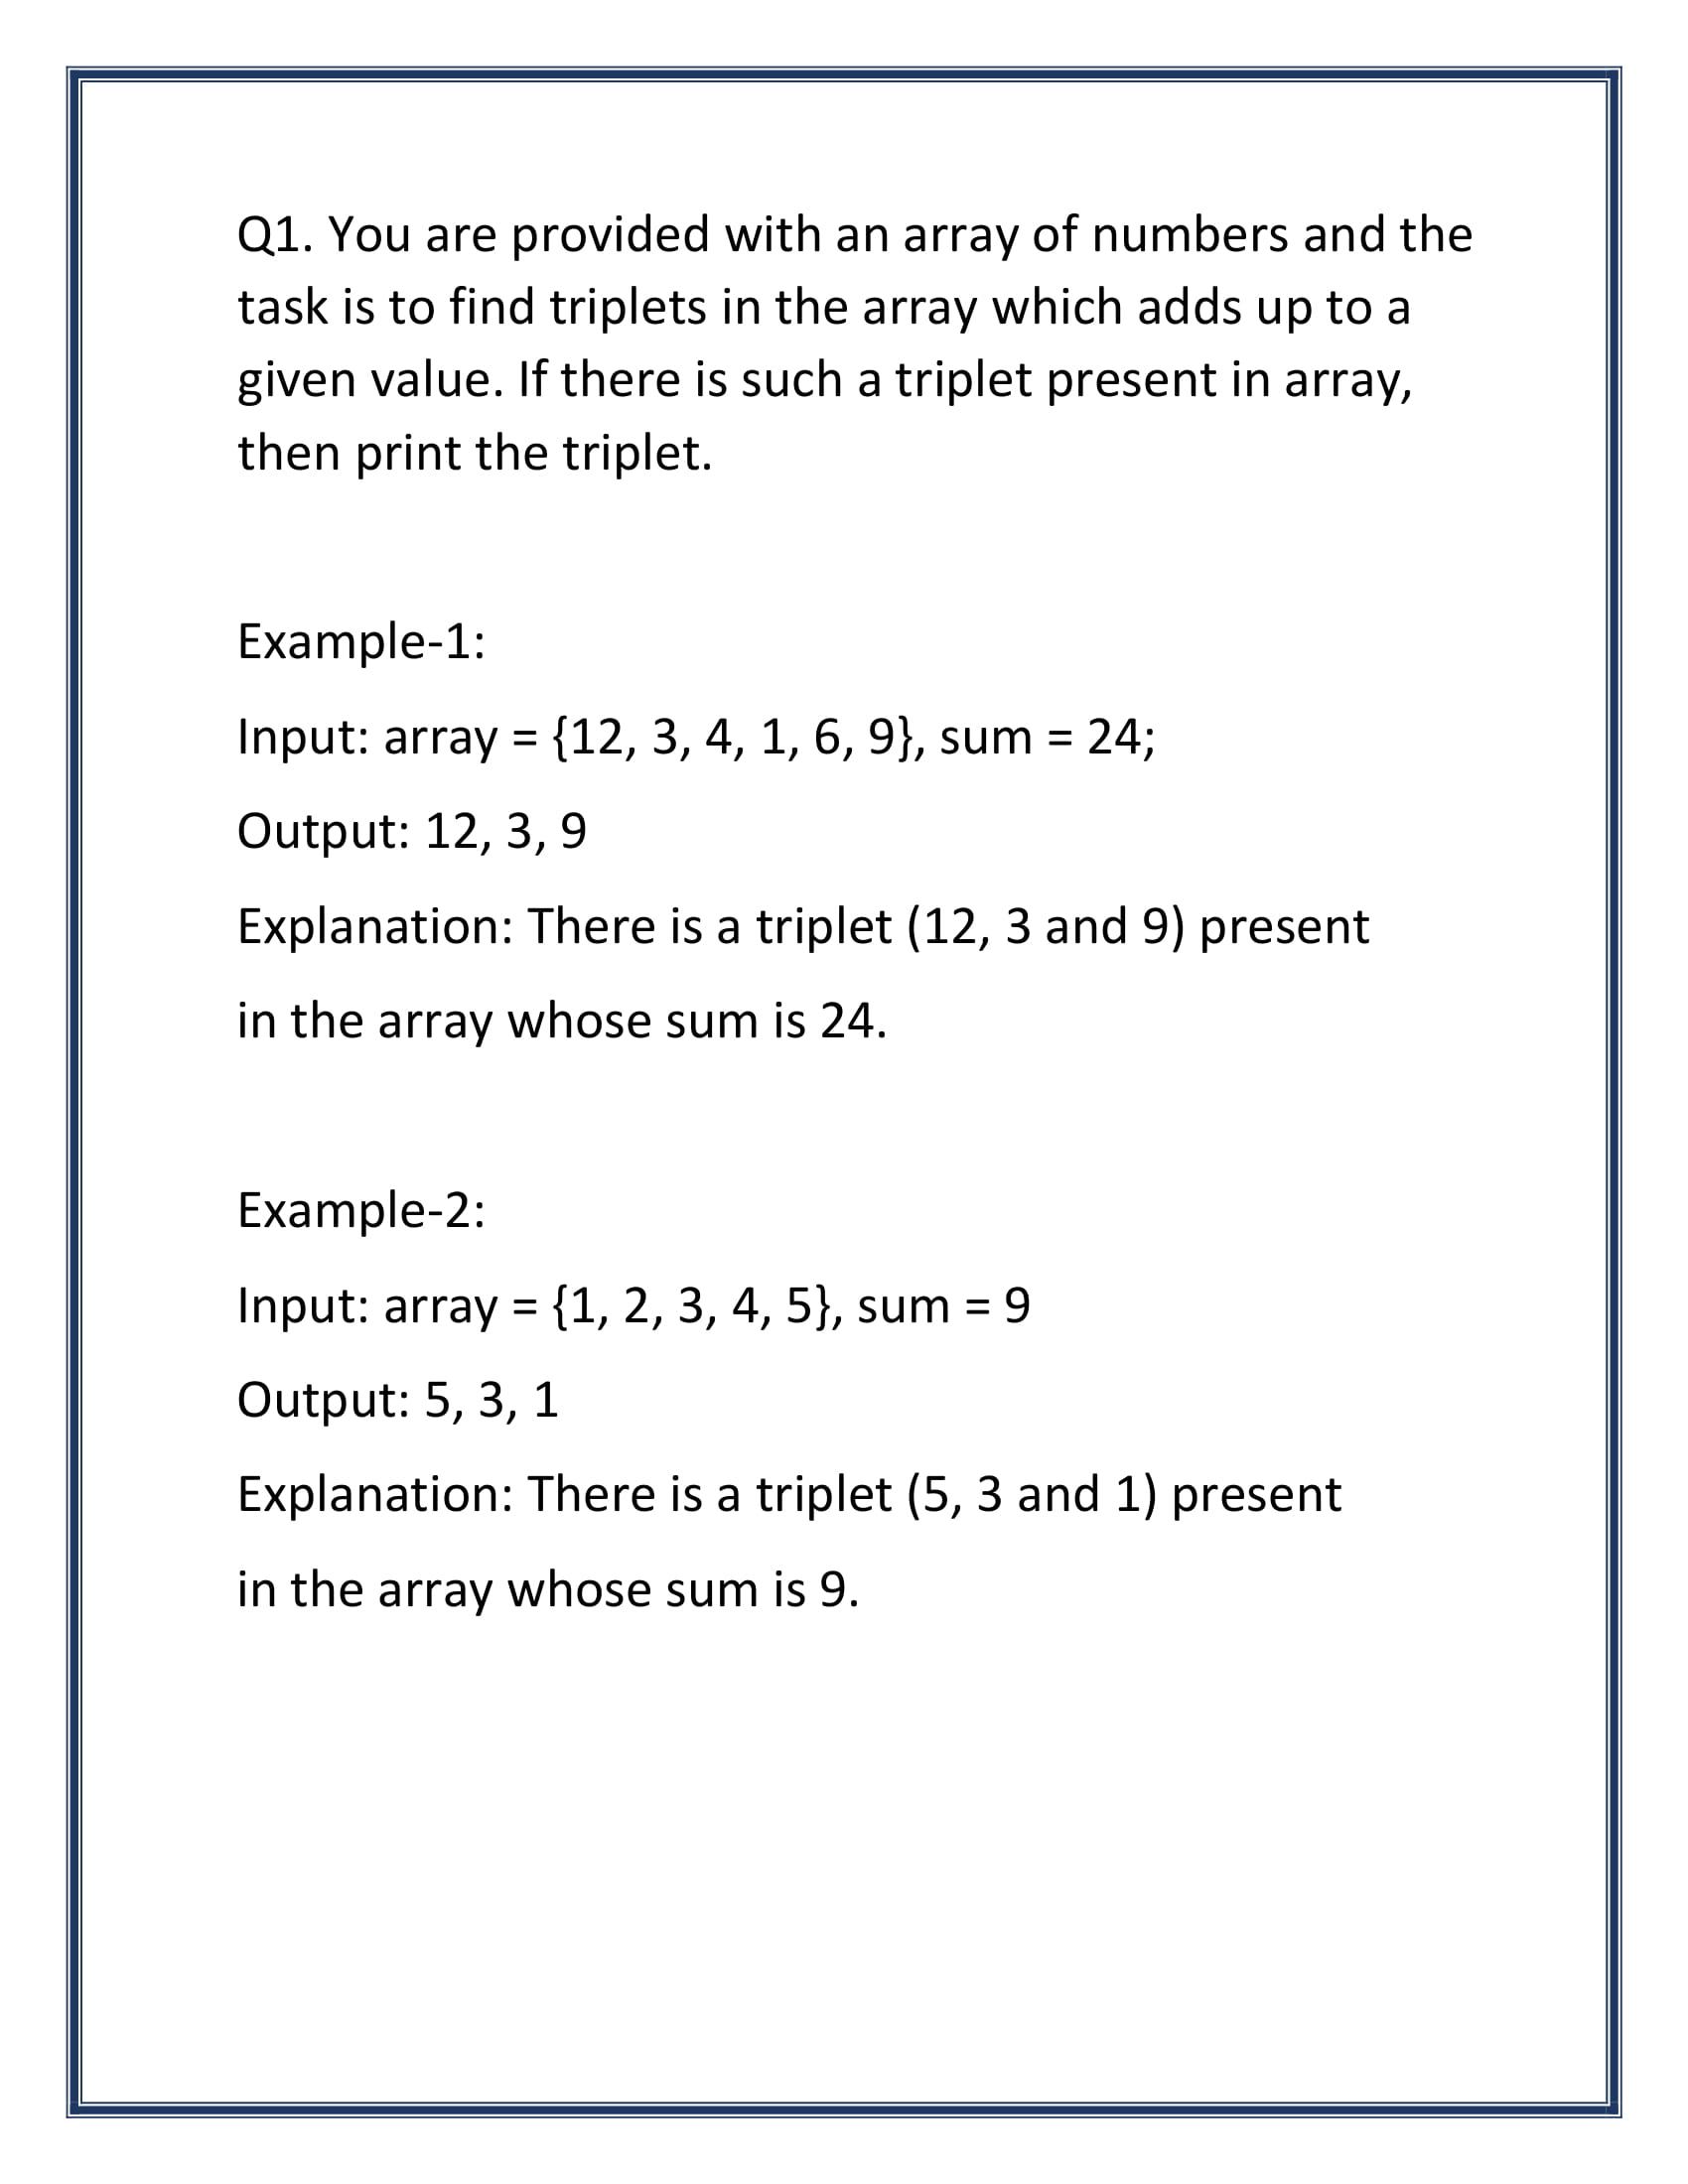 Q1. You are provided with an array of numbers and the
task is to find triplets in the array which adds up to a
given value. If there is such a triplet present in array,
then print the triplet.
Example-1:
Input: array = {12, 3, 4, 1, 6, 9}, sum = 24;
Output: 12, 3, 9
Explanation: There is a triplet (12, 3 and 9) present
in the array whose sum is 24.
Example-2:
Input: array = {1, 2, 3, 4, 5}, sum = 9
Output: 5, 3, 1
Explanation: There is a triplet (5, 3 and 1) present
in the array whose sum is 9.